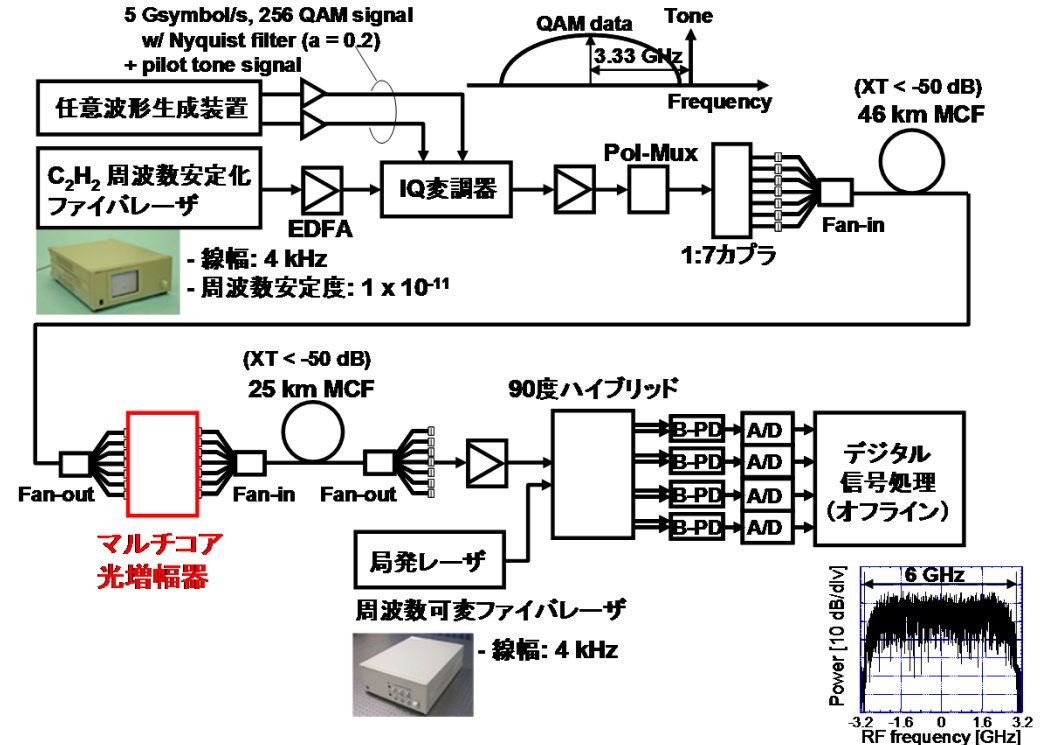 5 Gsymbol/s, 256 QAM signal
w/ Nyquist filter (a = 0.2)
+ pilot tone signal
QAM data
Tone
3.33 GHz
Frequency
任意波形生成装置
C₂H₂ 周波数安定化
ファイバレーザ
EDFA
IQ変調器
Pol-Mux
1:7カプラ
Fan-in
(XT < -50 dB)
46 km MCF
- 線幅: 4 kHz
- 周波数安定度: 1 x 10⁻¹¹
(XT < -50 dB)
25 km MCF
90度ハイブリッド
Fan-out
マルチコア
光増幅器
Fan-in
Fan-out
B-PD
A/D
B-PD
A/D
B-PD
A/D
B-PD
A/D
デジタル
信号処理
(オフライン)
局発レーザ
周波数可変ファイバレーザ
- 線幅: 4 kHz
6 GHz
Power [10 dB/div]
-3.2 -1.6 0 1.6 3.2
RF frequency [GHz]